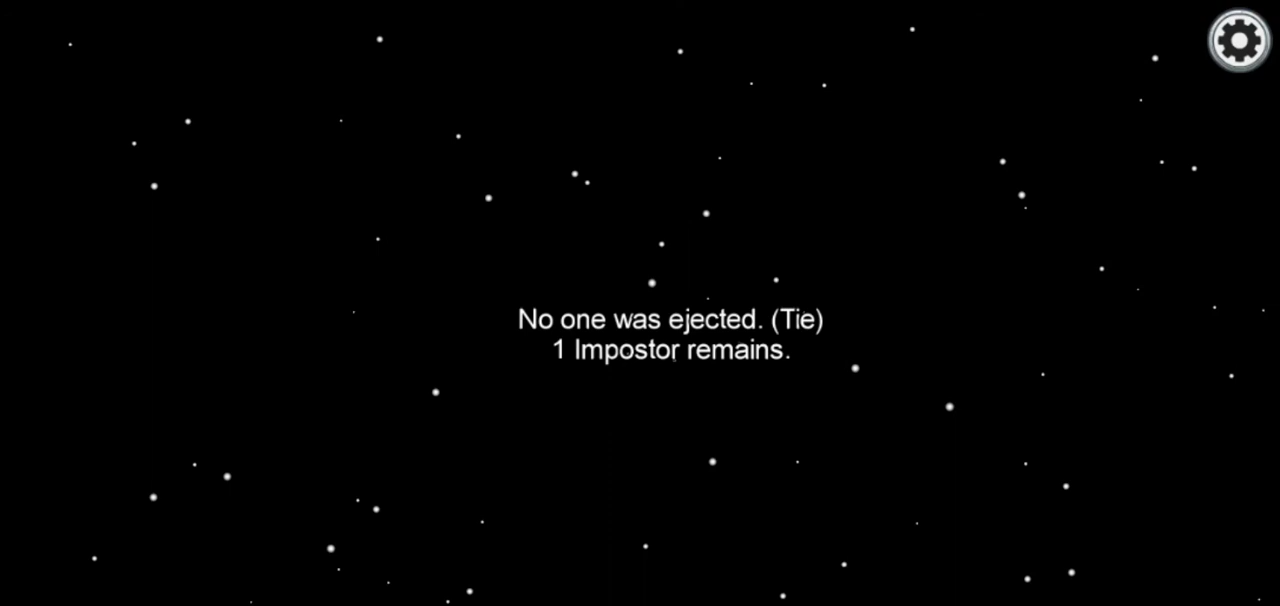 No one was ejected. (Tie)
1 Impostor remains.